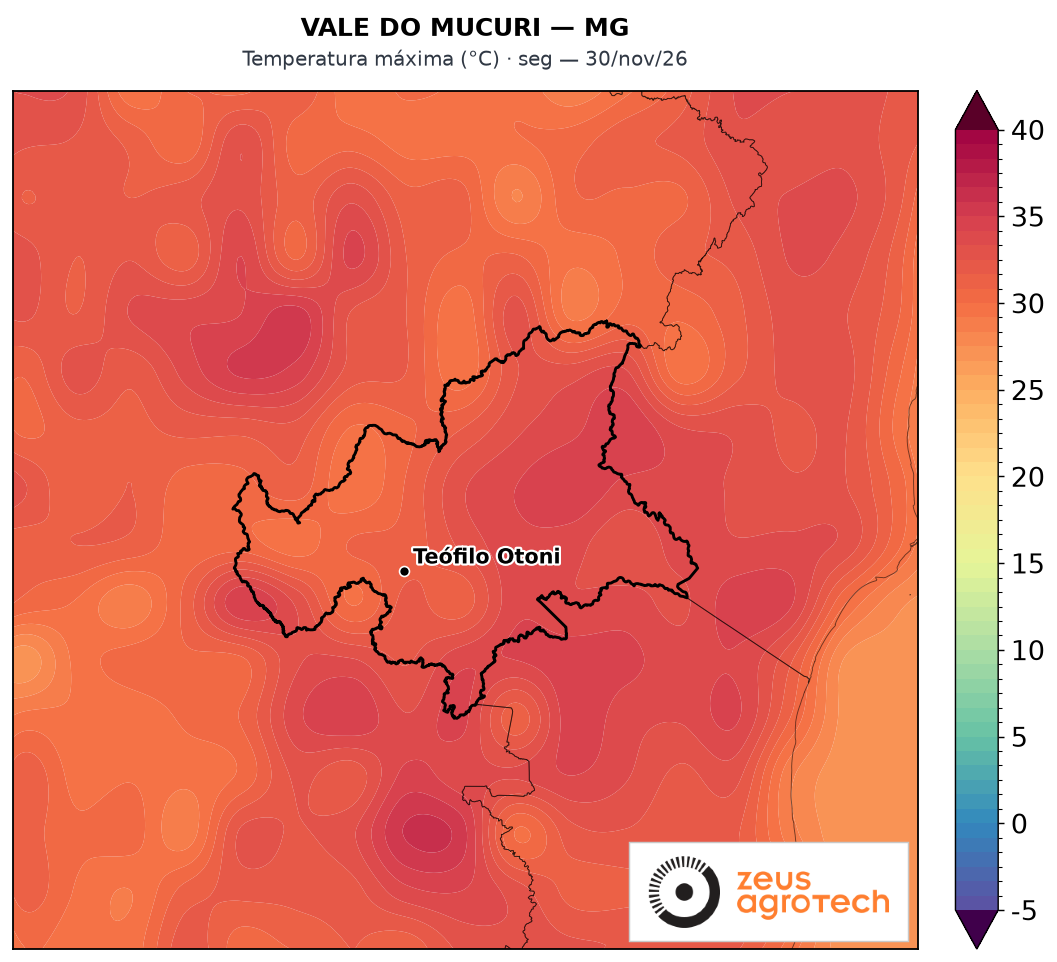 VALE DO MUCURI — MG
Temperatura máxima (°C) · seg — 30/nov/26
40
35
30
25
20
15
10
5
0
-5
Teófilo Otoni
zeus
agrotech